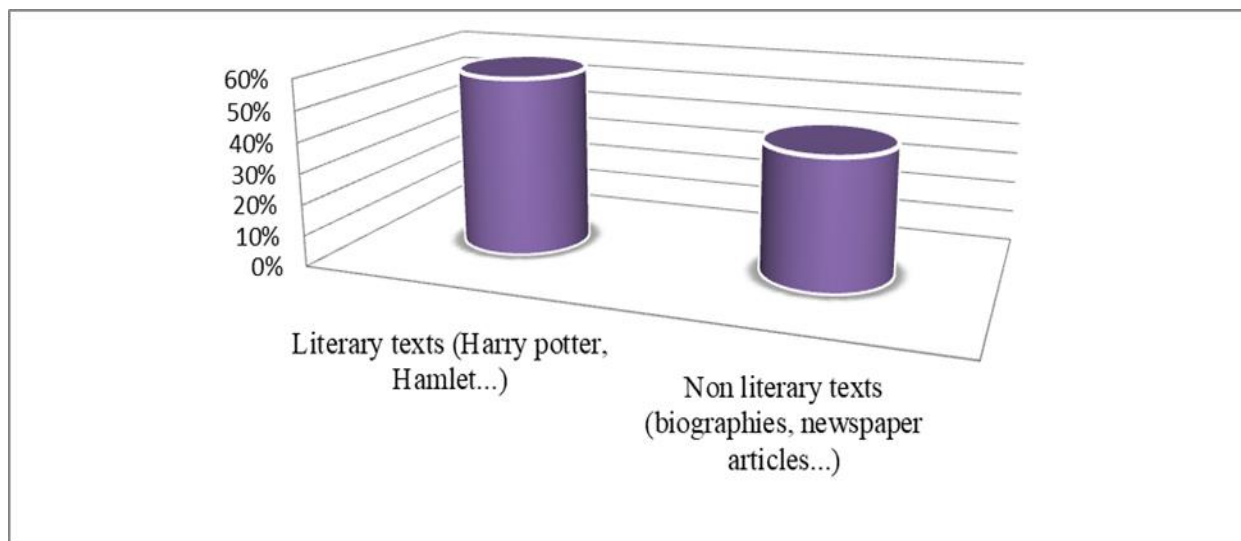 60%
50%
40%
30%
20%
10%
0%
Literary texts (Harry potter,
Hamlet...)
Non literary texts
(biographies, newspaper
articles...)